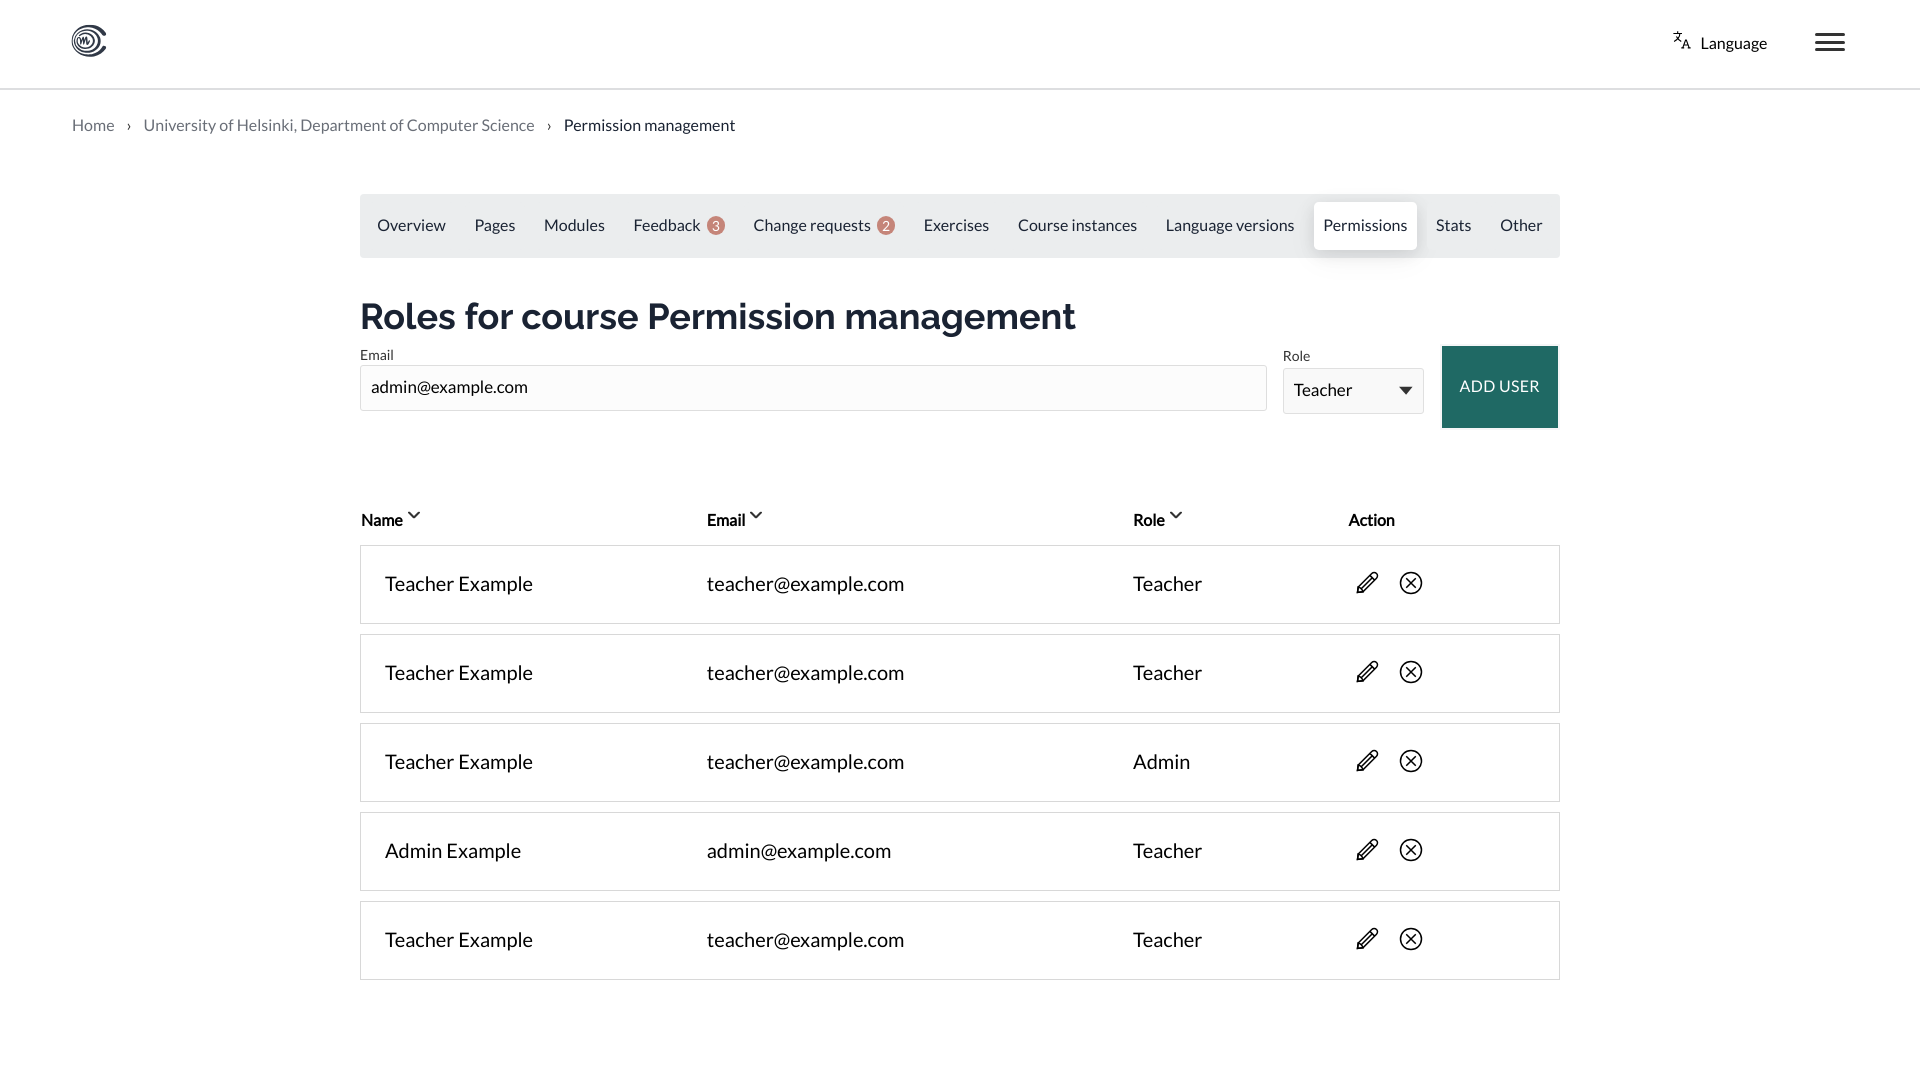 Language
Home › University of Helsinki, Department of Computer Science › Permission management
Overview Pages Modules Feedback 3 Change requests 2 Exercises Course instances Language versions Permissions Stats Other
Roles for course Permission management
Email
admin@example.com
Role
Teacher
ADD USER
Name Email Role Action
Teacher Example teacher@example.com Teacher
Teacher Example teacher@example.com Teacher
Teacher Example teacher@example.com Admin
Admin Example admin@example.com Teacher
Teacher Example teacher@example.com Teacher